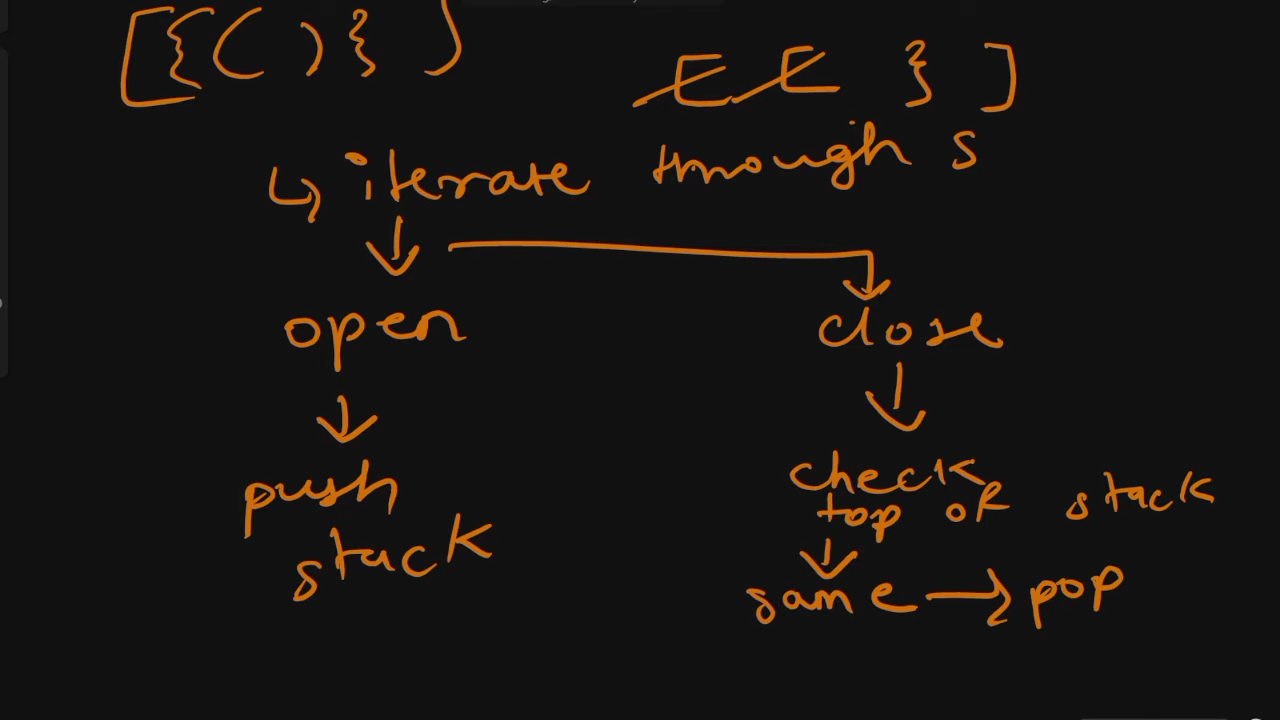 [{()})
[ [ } ]
↳ iterate through s
open close
push check
stack top of stack
same → pop